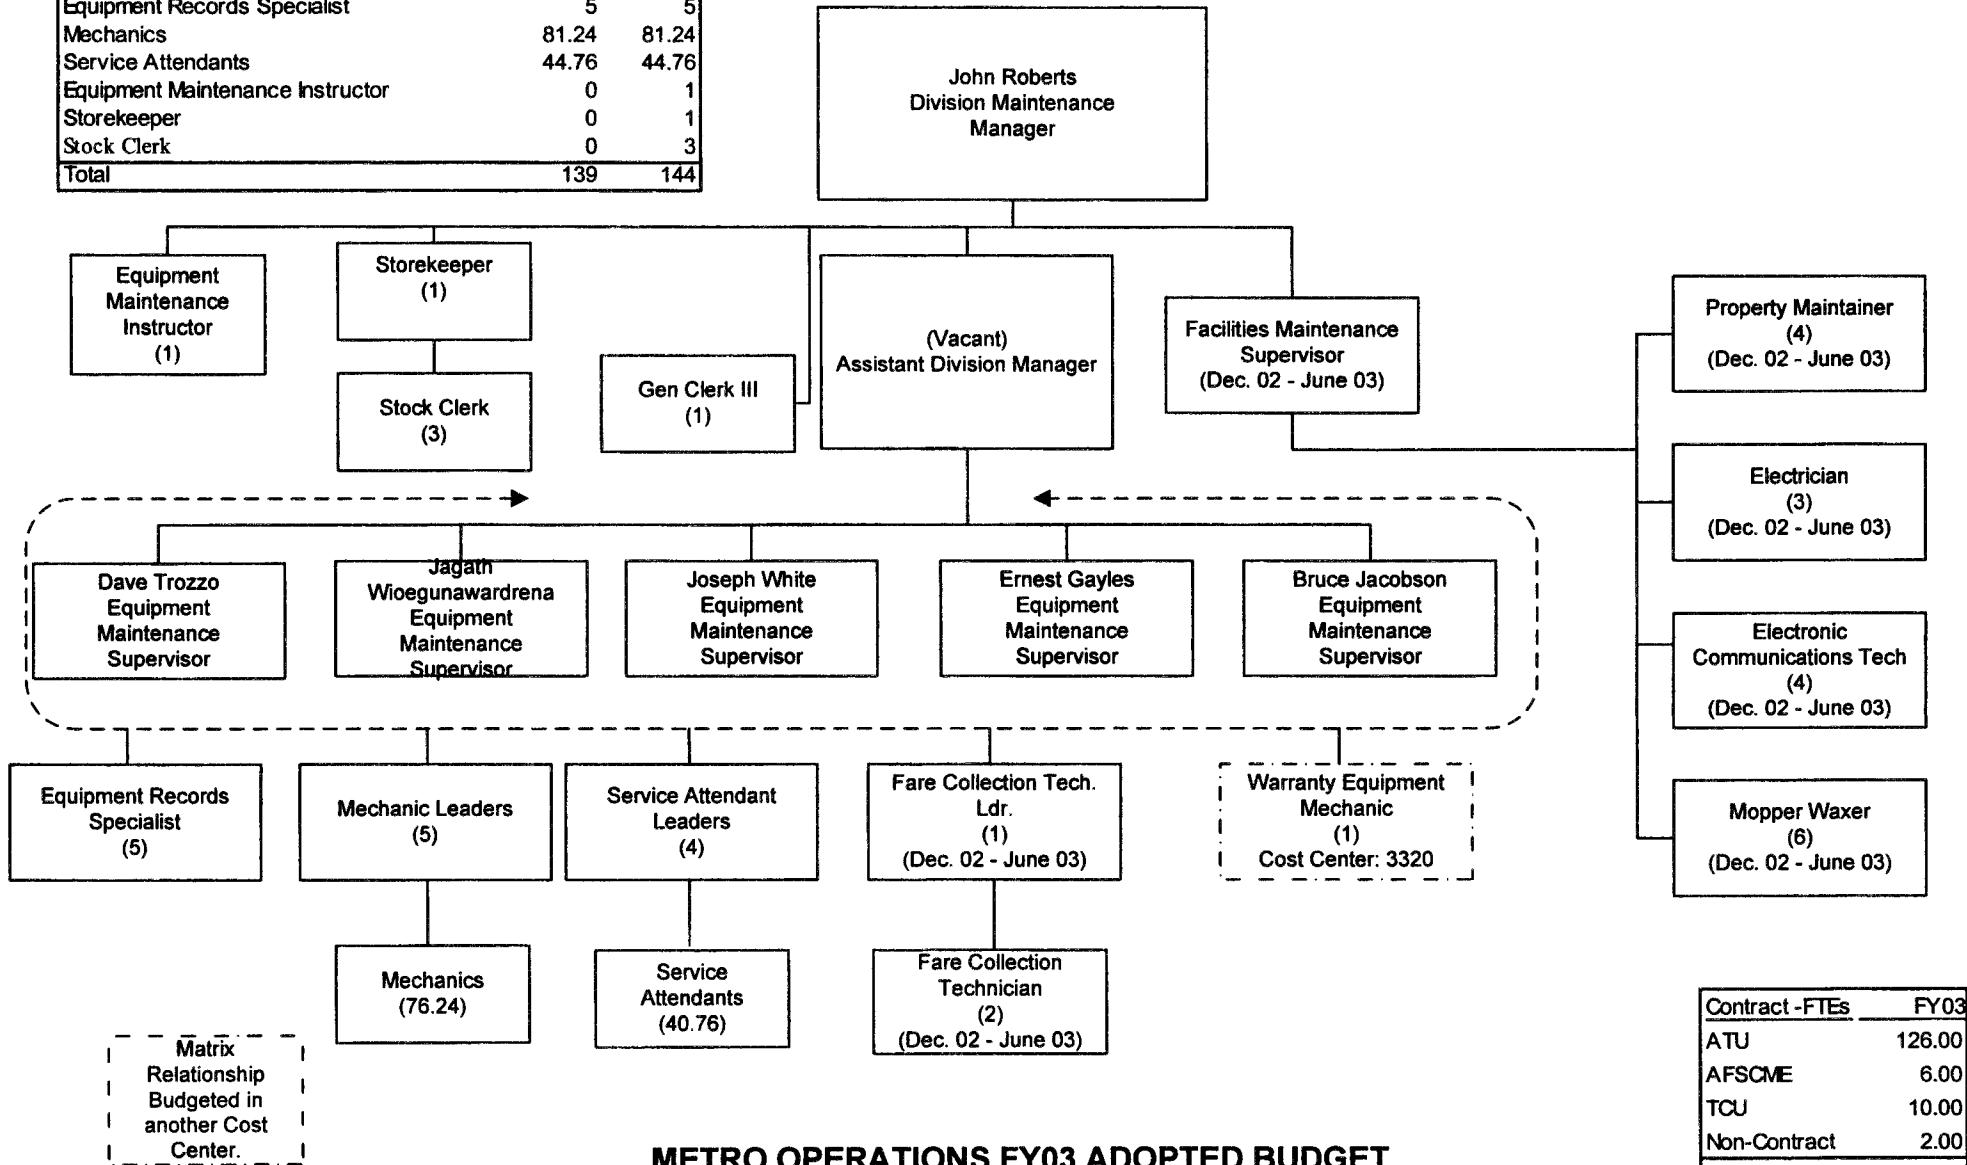 Equipment Records Specialist 5 5
Mechanics 81.24 81.24
Service Attendants 44.76 44.76
Equipment Maintenance Instructor 0 1
Storekeeper 0 1
Stock Clerk 0 3
Total 139 144
John Roberts
Division Maintenance
Manager
Equipment
Maintenance
Instructor
(1)
Storekeeper
(1)
Stock Clerk
(3)
Gen Clerk III
(1)
(Vacant)
Assistant Division Manager
Facilities Maintenance
Supervisor
(Dec. 02 - June 03)
Property Maintainer
(4)
(Dec. 02 - June 03)
Electrician
(3)
(Dec. 02 - June 03)
Electronic
Communications Tech
(4)
(Dec. 02 - June 03)
Mopper Waxer
(6)
(Dec. 02 - June 03)
Dave Trozzo
Equipment
Maintenance
Supervisor
Jagath
Wioegunawardrena
Equipment
Maintenance
Supervisor
Joseph White
Equipment
Maintenance
Supervisor
Ernest Gayles
Equipment
Maintenance
Supervisor
Bruce Jacobson
Equipment
Maintenance
Supervisor
Equipment Records
Specialist
(5)
Mechanic Leaders
(5)
Service Attendant
Leaders
(4)
Fare Collection Tech.
Ldr.
(1)
(Dec. 02 - June 03)
Warranty Equipment
Mechanic
(1)
Cost Center: 3320
Mechanics
(76.24)
Service
Attendants
(40.76)
Fare Collection
Technician
(2)
(Dec. 02 - June 03)
Matrix
Relationship
Budgeted in
another Cost
Center.
Contract -FTEs FY03
ATU 126.00
AFSCME 6.00
TCU 10.00
Non-Contract 2.00
METRO OPERATIONS FY03 ADOPTED BUDGET